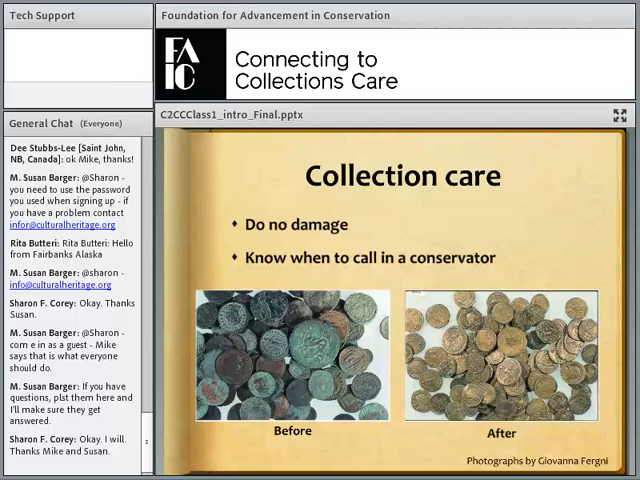 Tech Support
Foundation for Advancement in Conservation
FA
IC
Connecting to
Collections Care
General Chat (Everyone)
Dee Stubbs-Lee [Saint John,
NB, Canada]: ok Mike, thanks!
M. Susan Barger: @Sharon -
you need to use the password
you used when signing up - if
you have a problem contact
infor@culturalheritage.org
Rita Butteri: Rita Butteri: Hello
from Fairbanks Alaska
M. Susan Barger: @sharon -
info@culturalheritage.org
Sharon F. Corey: Okay. Thanks
Susan.
M. Susan Barger: @Sharon -
com e in as a guest - Mike
says that is what everyone
should do.
M. Susan Barger: If you have
questions, plst them here and
I'll make sure they get
answered.
Sharon F. Corey: Okay. I will.
Thanks Mike and Susan.
C2CCClass1_intro_Final.pptx
Collection care
♦ Do no damage
♦ Know when to call in a conservator
Before
After
Photographs by Giovanna Fergni